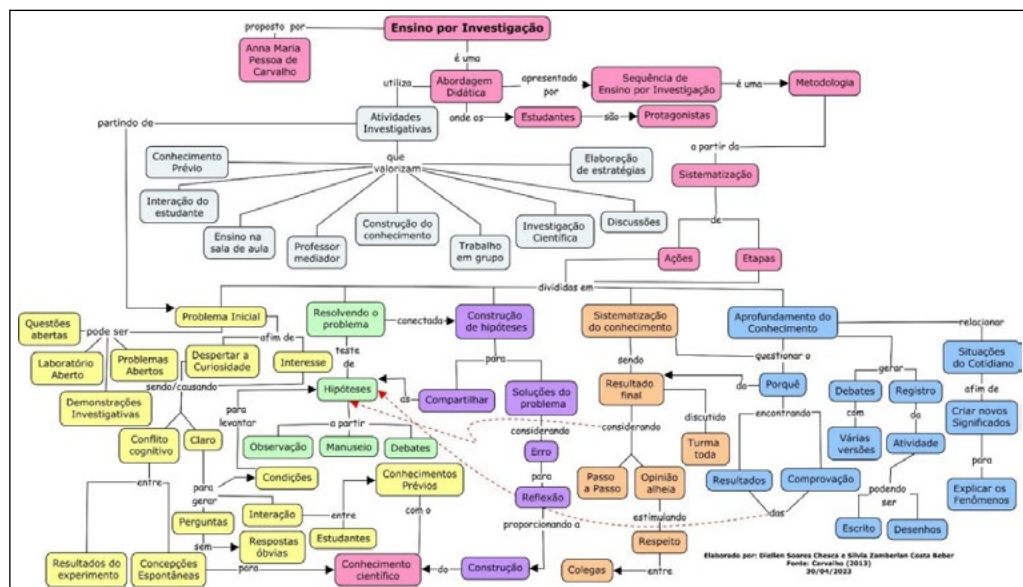 proposto por
Ensino por Investigação
Anna Maria
Pessoa de
Carvalho
é uma
utiliza
Abordagem
Didática
apresentado
por
Sequência de
Ensino por Investigação
é uma
Metodologia
onde os
Estudantes
são
Protagonistas
partindo de
Atividades
Investigativas
a partir da
que
valorizam
Conhecimento
Prévio
Elaboração
de estratégias
Sistematização
Interação do
estudante
Discussões
Ensino na
sala de aula
Professor
mediador
Construção do
conhecimento
Trabalho
em grupo
Investigação
Científica
de
Ações
Etapas
divididas em
Problema Inicial
Resolvendo o
problema
conectada
Construção
de hipóteses
Sistematização
do conhecimento
Aprofundamento do
Conhecimento
relacionar
Questões
abertas
pode ser
afim de
Laboratório
Aberto
Problemas
Abertos
Despertar a
Curiosidade
Interesse
teste
de
para
sendo
questionar o
gerar
Situações
do Cotidiano
sendo/causando
Demonstrações
Investigativas
Hipóteses
as
Compartilhar
Soluções do
problema
Resultado
final
do
Porquê
Debates
Registro
afim de
para
levantar
a partir
considerando
considerando
discutido
encontrando
com
da
Criar novos
Significados
Conflito
cognitivo
Claro
Observação
Manuseio
Debates
Erro
Turma
toda
Várias
versões
Atividade
entre
para
gerar
Condições
Conhecimentos
Prévios
para
Passo
a Passo
Opinião
alheia
Resultados
Comprovação
podendo
ser
para
Explicar os
Fenômenos
Perguntas
Interação
entre
Estudantes
com o
Reflexão
proporcionando a
estimulando
das
Escrito
Desenhos
sem
Respostas
óbvias
Respeito
Resultados do
experimento
Concepções
Espontâneas
para
Conhecimento
científico
do
Construção
Colegas
entre
Elaborado por: Diellen Soares Chesca e Silvia Zamberlan Costa Beber
Fonte: Carvalho (2013)
30/04/2023